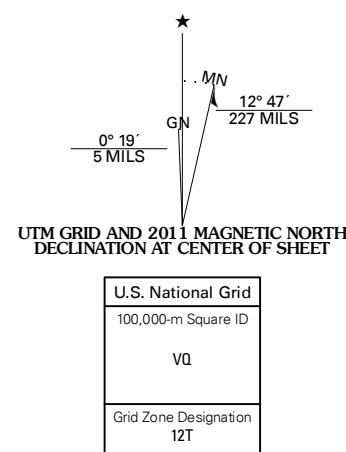 ★
MN
GN
12° 47´
227 MILS
0° 19´
5 MILS
UTM GRID AND 2011 MAGNETIC NORTH
DECLINATION AT CENTER OF SHEET
U.S. National Grid
100,000-m Square ID
VQ
Grid Zone Designation
12T